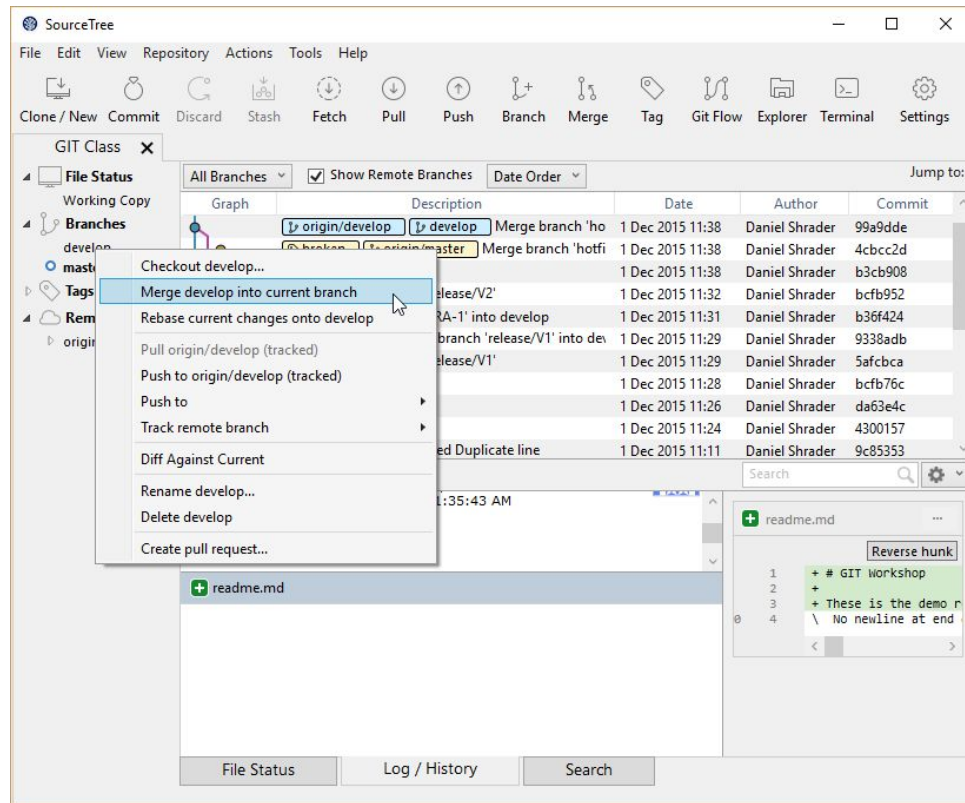 SourceTree
File Edit View Repository Actions Tools Help
Clone / New Commit Discard Stash Fetch Pull Push Branch Merge Tag Git Flow Explorer Terminal Settings
GIT Class
File Status
Working Copy
Branches
develop
Tags
All Branches Show Remote Branches Date Order Jump to:
Graph Description Date Author Commit
origin/develop develop Merge branch 'ho 1 Dec 2015 11:38 Daniel Shrader 99a9dde
broken origin/master Merge branch 'hotfi 1 Dec 2015 11:38 Daniel Shrader 4cbcc2d
1 Dec 2015 11:38 Daniel Shrader b3cb908
elease/V2' 1 Dec 2015 11:32 Daniel Shrader bcfb952
RA-1' into develop 1 Dec 2015 11:31 Daniel Shrader b36f424
branch 'release/V1' into dev 1 Dec 2015 11:29 Daniel Shrader 9338adb
elease/V1' 1 Dec 2015 11:29 Daniel Shrader 5afcbca
1 Dec 2015 11:28 Daniel Shrader bcfb76c
1 Dec 2015 11:26 Daniel Shrader da63e4c
1 Dec 2015 11:24 Daniel Shrader 4300157
ed Duplicate line 1 Dec 2015 11:11 Daniel Shrader 9c85353
Checkout develop...
Merge develop into current branch
Rebase current changes onto develop
Pull origin/develop (tracked)
Push to origin/develop (tracked)
Push to
Track remote branch
Diff Against Current
Rename develop...
Delete develop
Create pull request...
Search
1:35:43 AM
readme.md
readme.md ...
Reverse hunk
1 + # GIT Workshop
2 +
3 + These is the demo r
0 4 \ No newline at end
File Status Log / History Search